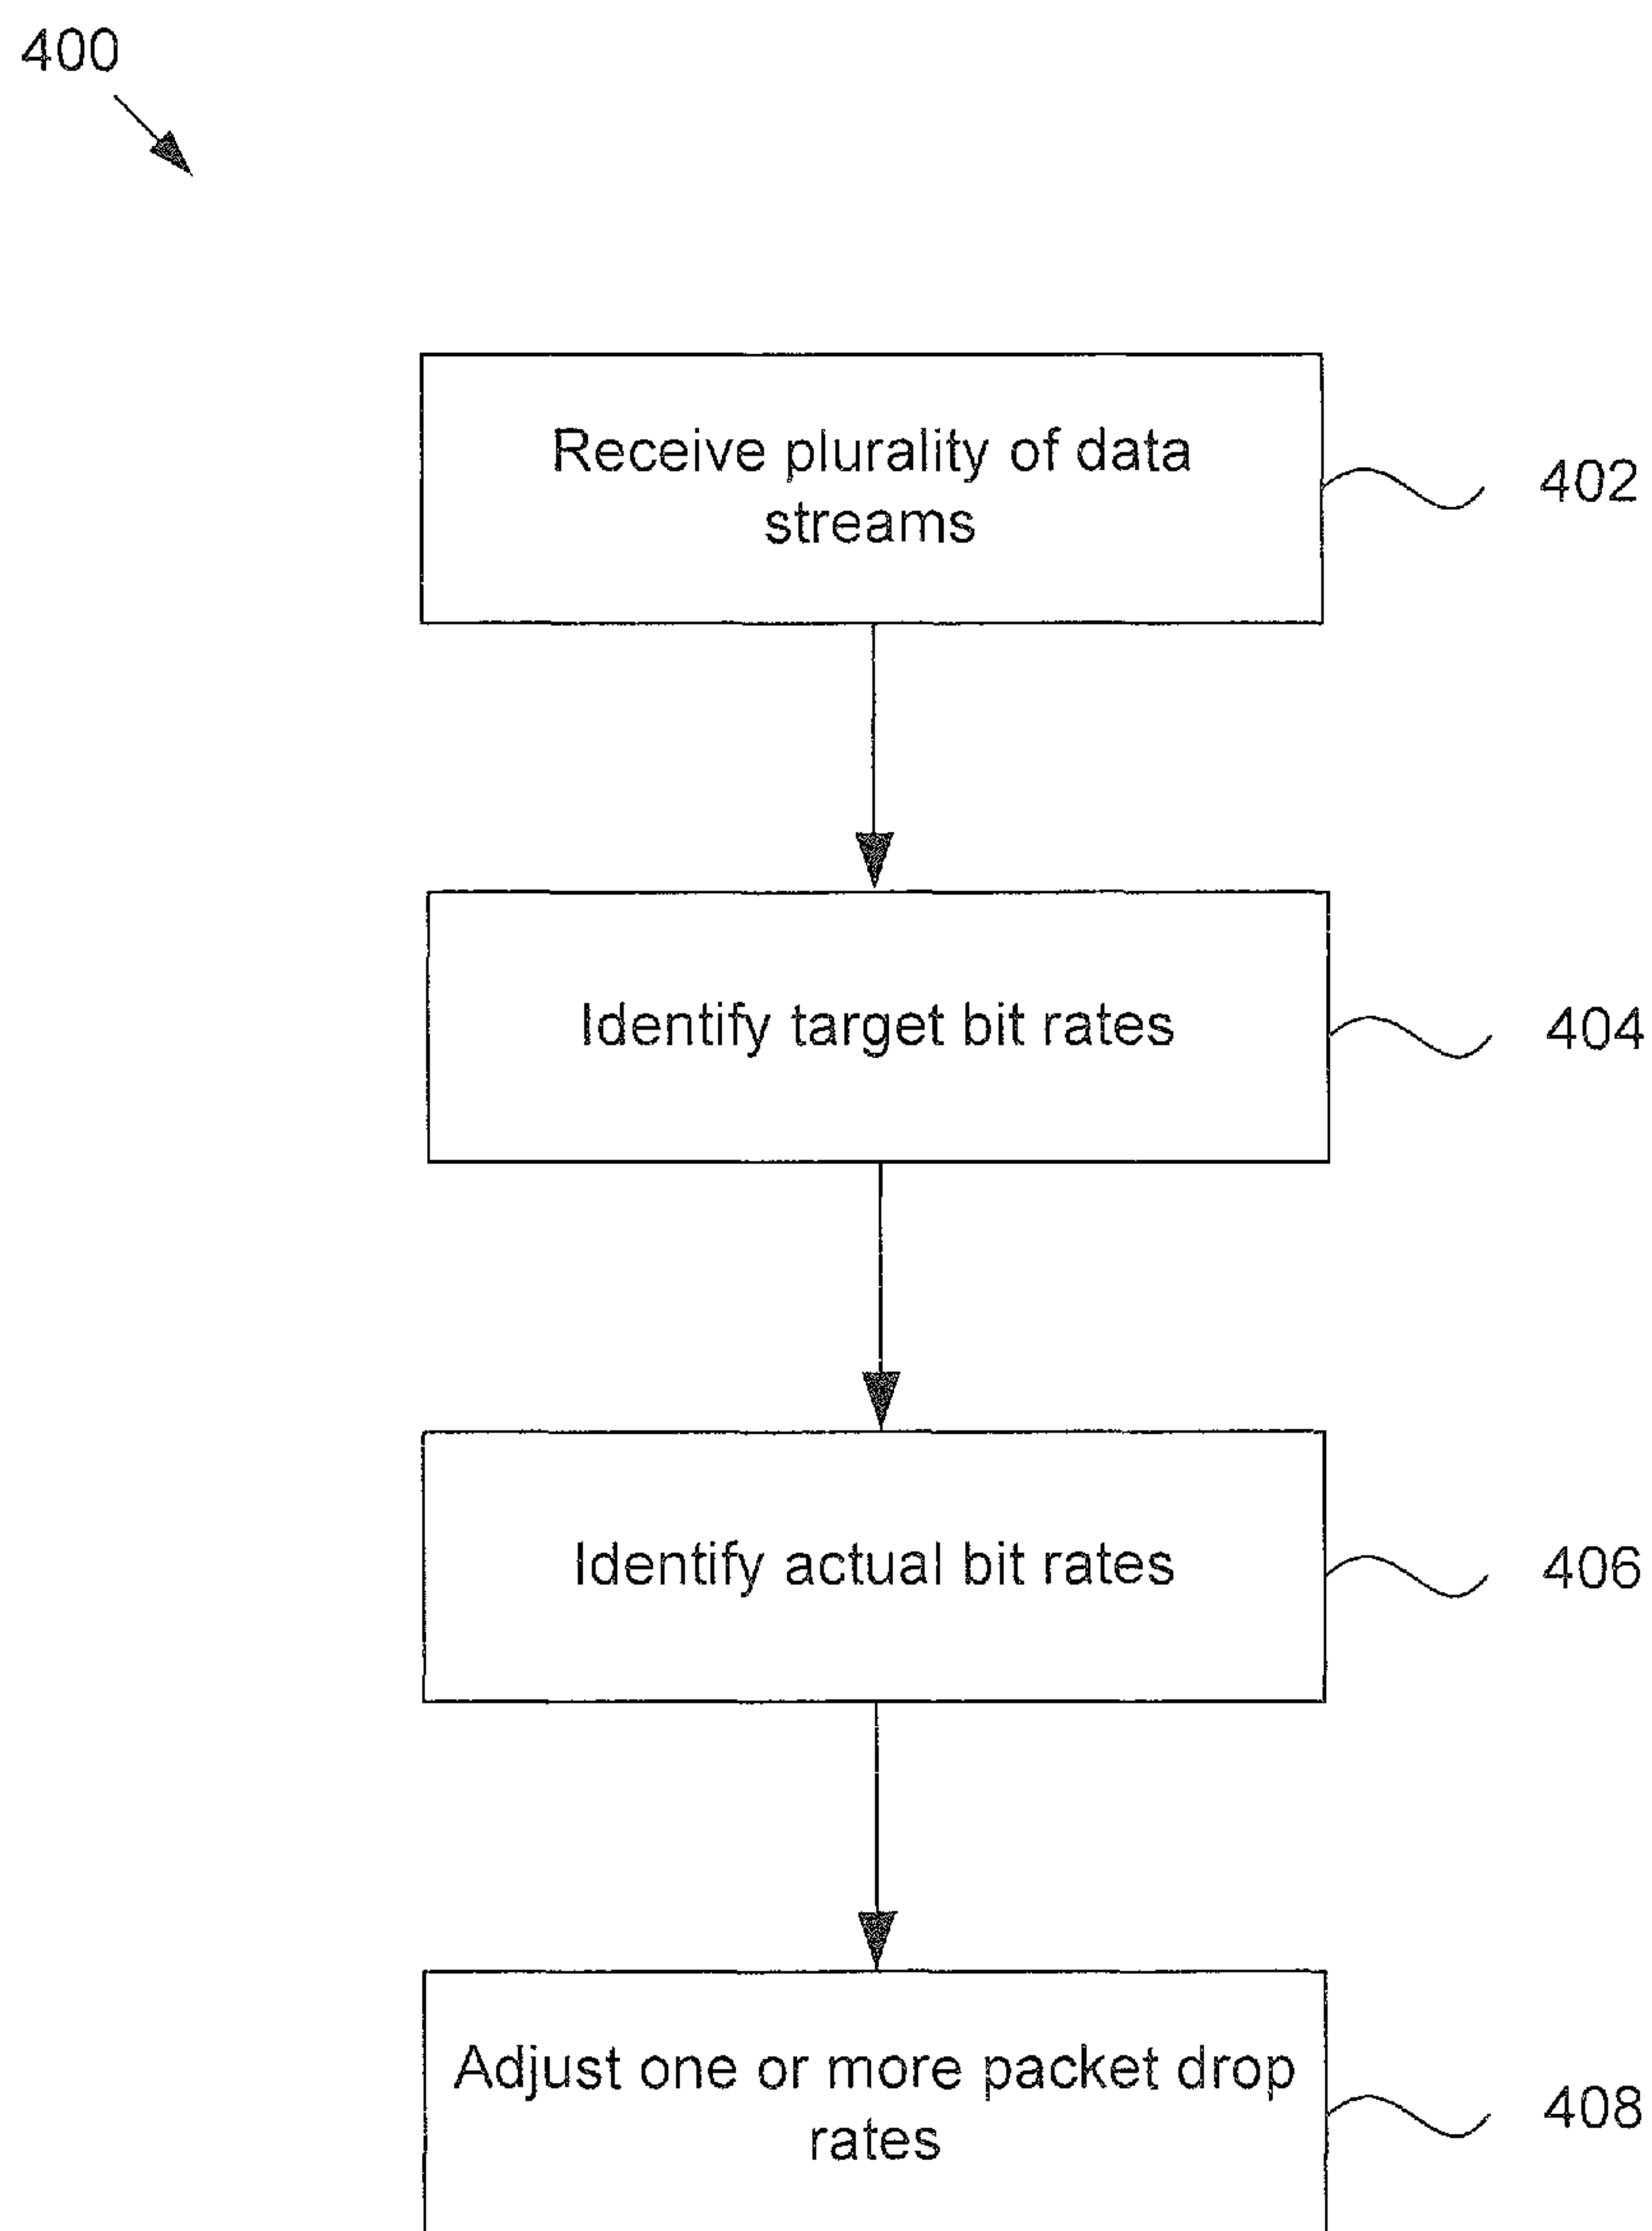 400
Receive plurality of data
streams
402
Identify target bit rates
404
Identify actual bit rates
406
Adjust one or more packet drop
rates
408